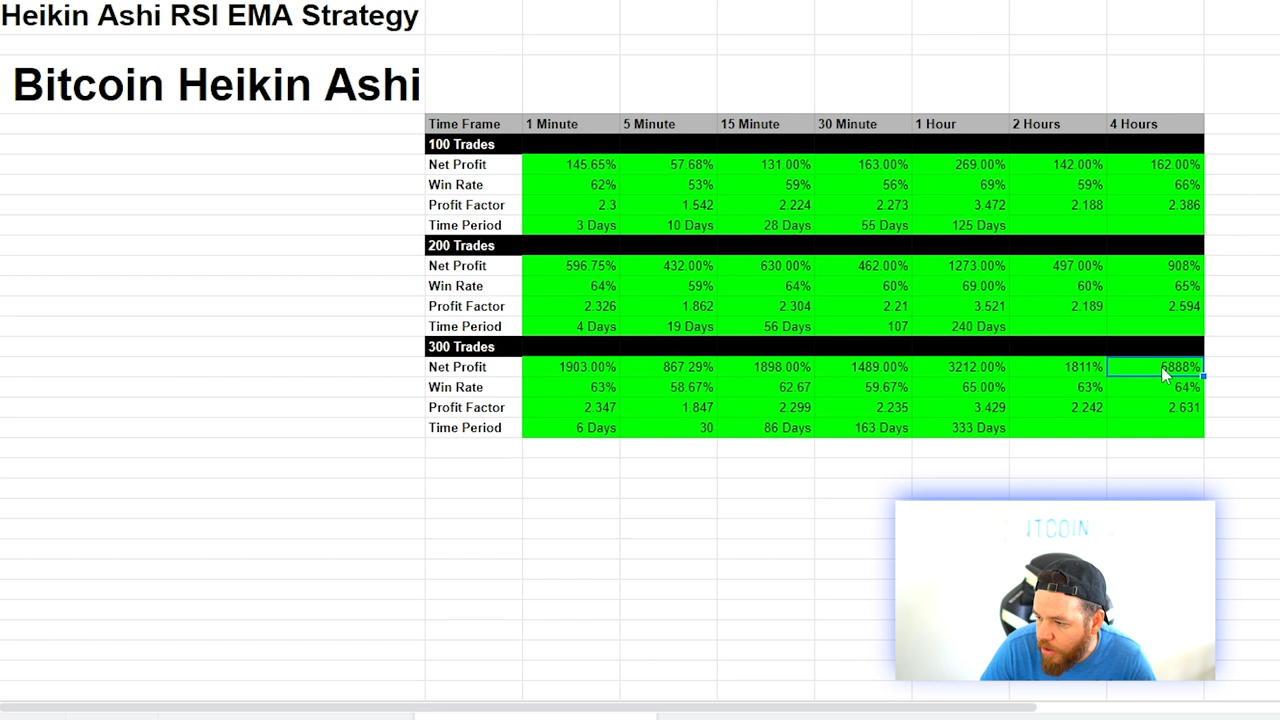 Heikin Ashi RSI EMA Strategy
Bitcoin Heikin Ashi
Time Frame 1 Minute 5 Minute 15 Minute 30 Minute 1 Hour 2 Hours 4 Hours
100 Trades
Net Profit 145.65% 57.68% 131.00% 163.00% 269.00% 142.00% 162.00%
Win Rate 62% 53% 59% 56% 69% 59% 66%
Profit Factor 2.3 1.542 2.224 2.273 3.472 2.188 2.386
Time Period 3 Days 10 Days 28 Days 55 Days 125 Days
200 Trades
Net Profit 596.75% 432.00% 630.00% 462.00% 1273.00% 497.00% 908%
Win Rate 64% 59% 64% 60% 69.00% 60% 65%
Profit Factor 2.326 1.862 2.304 2.21 3.521 2.189 2.594
Time Period 4 Days 19 Days 56 Days 107 240 Days
300 Trades
Net Profit 1903.00% 867.29% 1898.00% 1489.00% 3212.00% 1811% 5888%
Win Rate 63% 58.67% 62.67 59.67% 65.00% 63% 64%
Profit Factor 2.347 1.847 2.299 2.235 3.429 2.242 2.631
Time Period 6 Days 30 86 Days 163 Days 333 Days